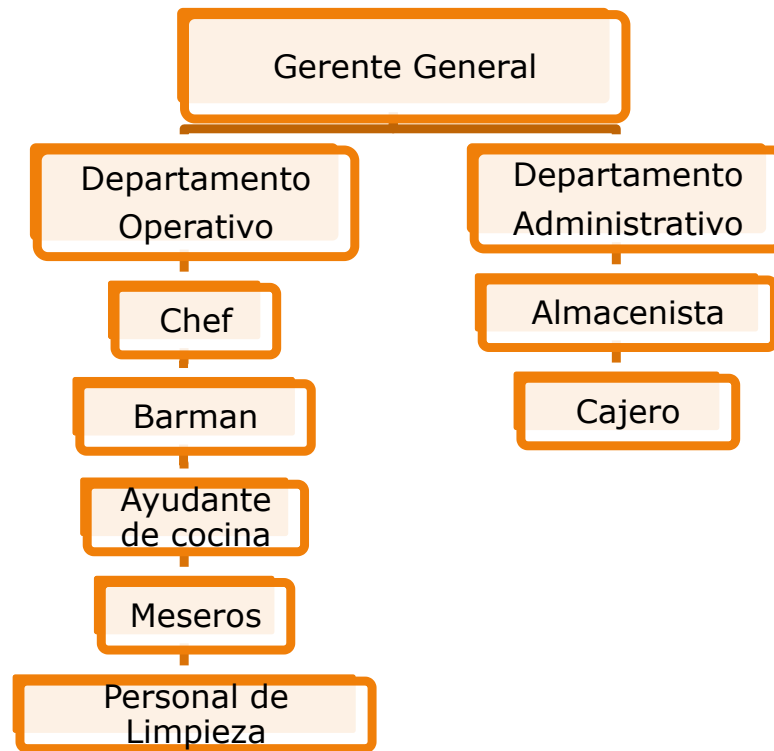 Gerente General
Departamento
Operativo
Chef
Barman
Ayudante
de cocina
Meseros
Personal de
Limpieza
Departamento
Administrativo
Almacenista
Cajero